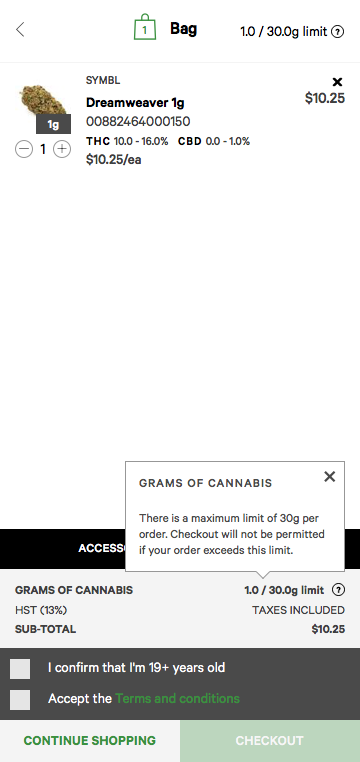 1
Bag
1.0 / 30.0g limit ?
SYMBL
Dreamweaver 1g
$10.25
00882464000150
1g
THC 10.0 - 16.0% CBD 0.0 - 1.0%
1
$10.25/ea
GRAMS OF CANNABIS
There is a maximum limit of 30g per
order. Checkout will not be permitted
if your order exceeds this limit.
GRAMS OF CANNABIS 1.0 / 30.0g limit ?
HST (13%) TAXES INCLUDED
SUB-TOTAL $10.25
I confirm that I'm 19+ years old
Accept the Terms and conditions
CONTINUE SHOPPING CHECKOUT